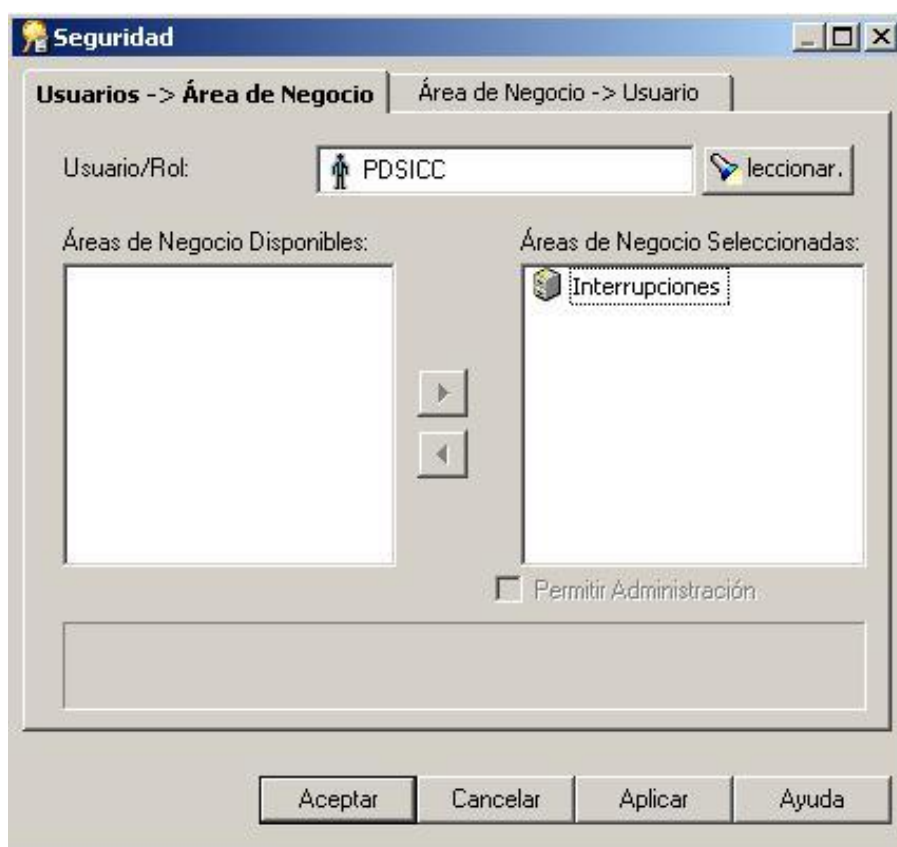 Seguridad
Usuarios -> Área de Negocio
Área de Negocio -> Usuario
Usuario/Rol:
PDSICC
leccionar.
Áreas de Negocio Disponibles:
Áreas de Negocio Seleccionadas:
Interrupciones
Permitir Administración
Aceptar
Cancelar
Aplicar
Ayuda